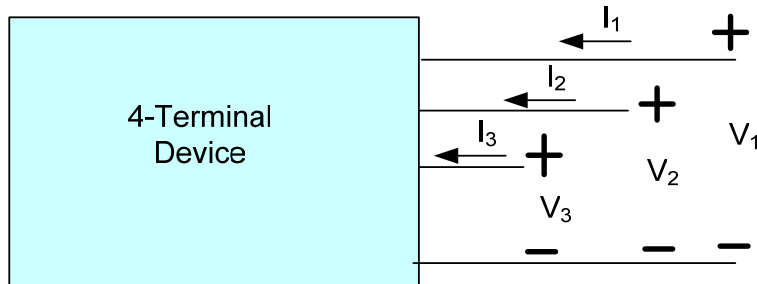 I₁
I₂
4-Terminal
Device
V₁
I₃
V₂
V₃